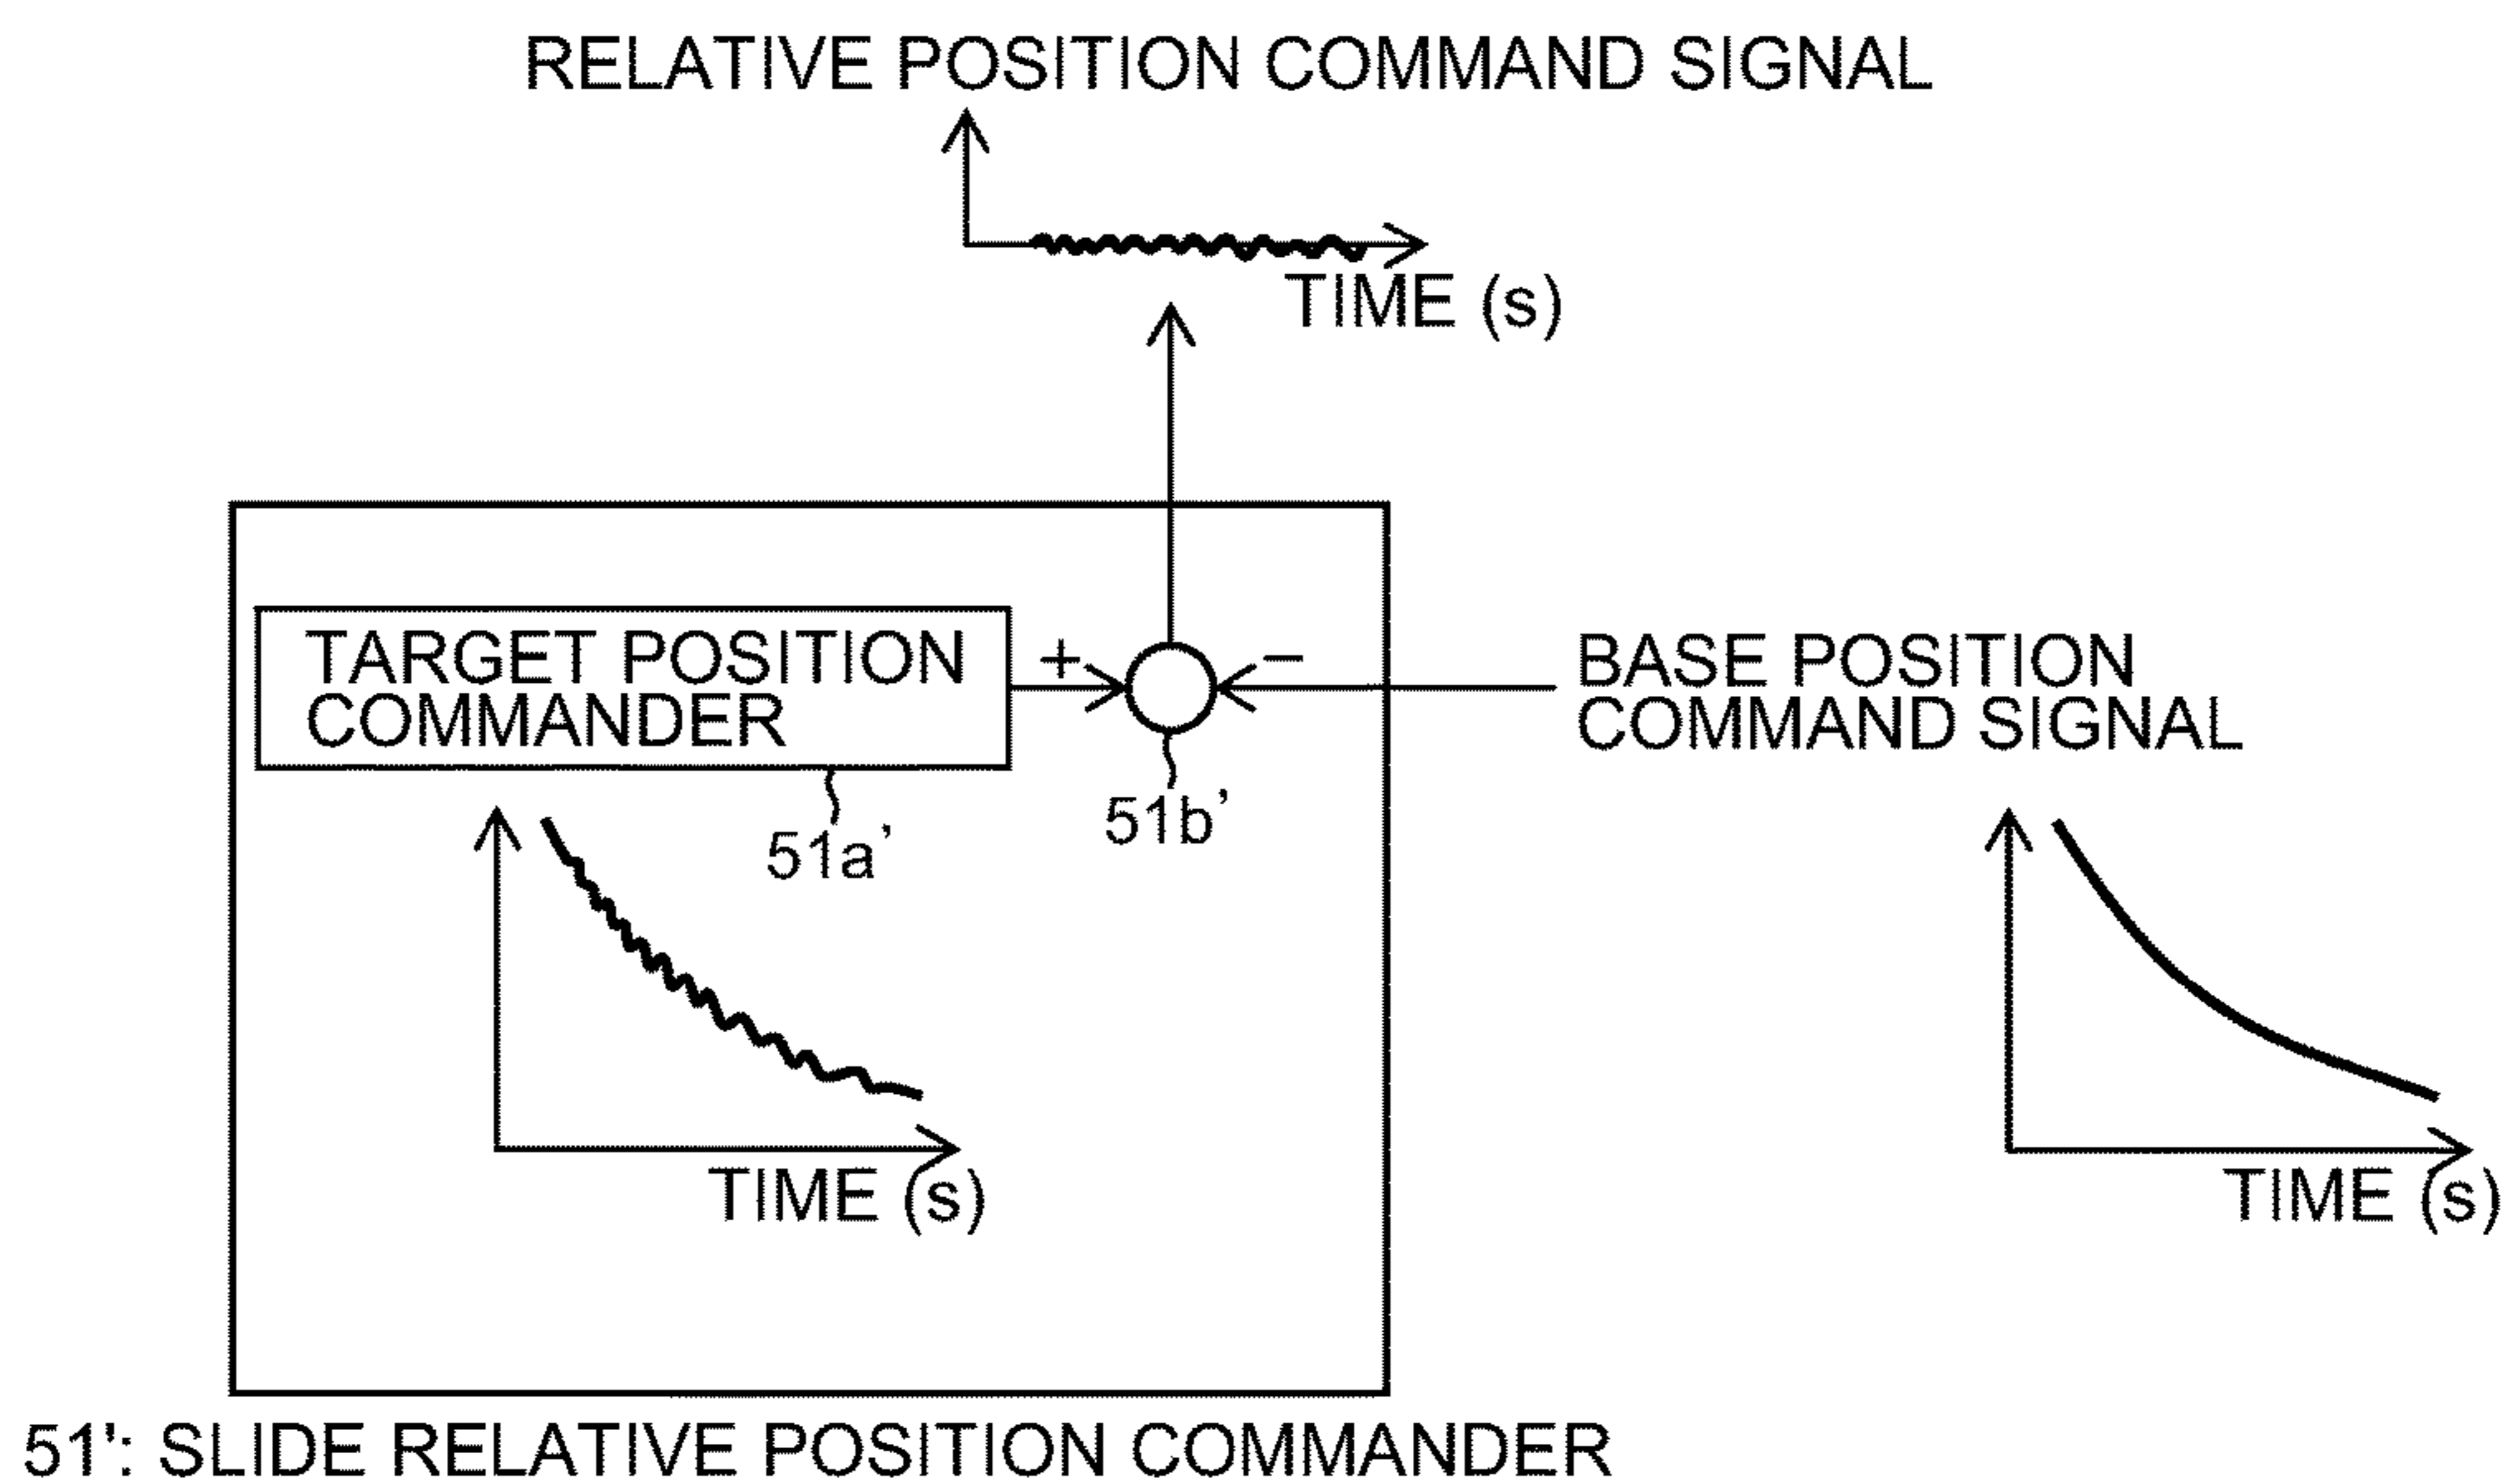 RELATIVE POSITION COMMAND SIGNAL
TIME (s)
TARGET POSITION
COMMANDER
+
−
BASE POSITION
COMMAND SIGNAL
51a’
51b’
TIME (s)
TIME (s)
51': SLIDE RELATIVE POSITION COMMANDER